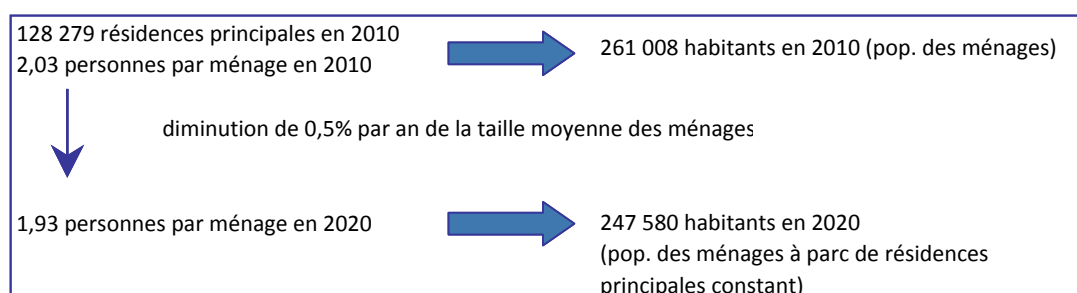 128 279 résidences principales en 2010
2,03 personnes par ménage en 2010
261 008 habitants en 2010 (pop. des ménages)
diminution de 0,5% par an de la taille moyenne des ménages
1,93 personnes par ménage en 2020
247 580 habitants en 2020
(pop. des ménages à parc de résidences
principales constant)